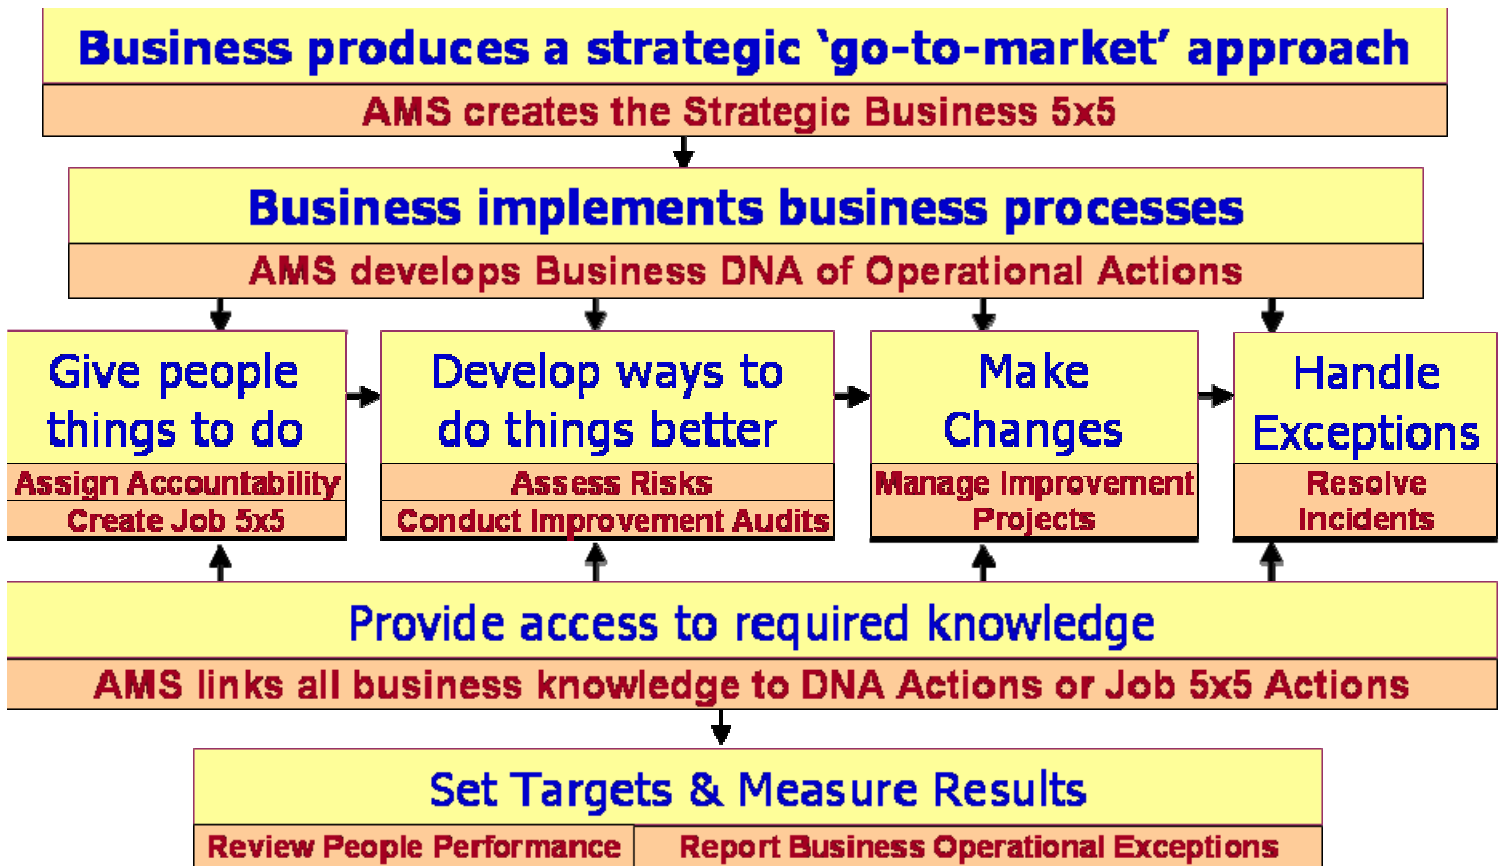 Business produces a strategic ‘go-to-market’ approach
AMS creates the Strategic Business 5x5
Business implements business processes
AMS develops Business DNA of Operational Actions
Give people
things to do
Assign Accountability
Create Job 5x5
Develop ways to
do things better
Assess Risks
Conduct Improvement Audits
Make
Changes
Manage Improvement
Projects
Handle
Exceptions
Resolve
Incidents
Provide access to required knowledge
AMS links all business knowledge to DNA Actions or Job 5x5 Actions
Set Targets & Measure Results
Review People Performance
Report Business Operational Exceptions